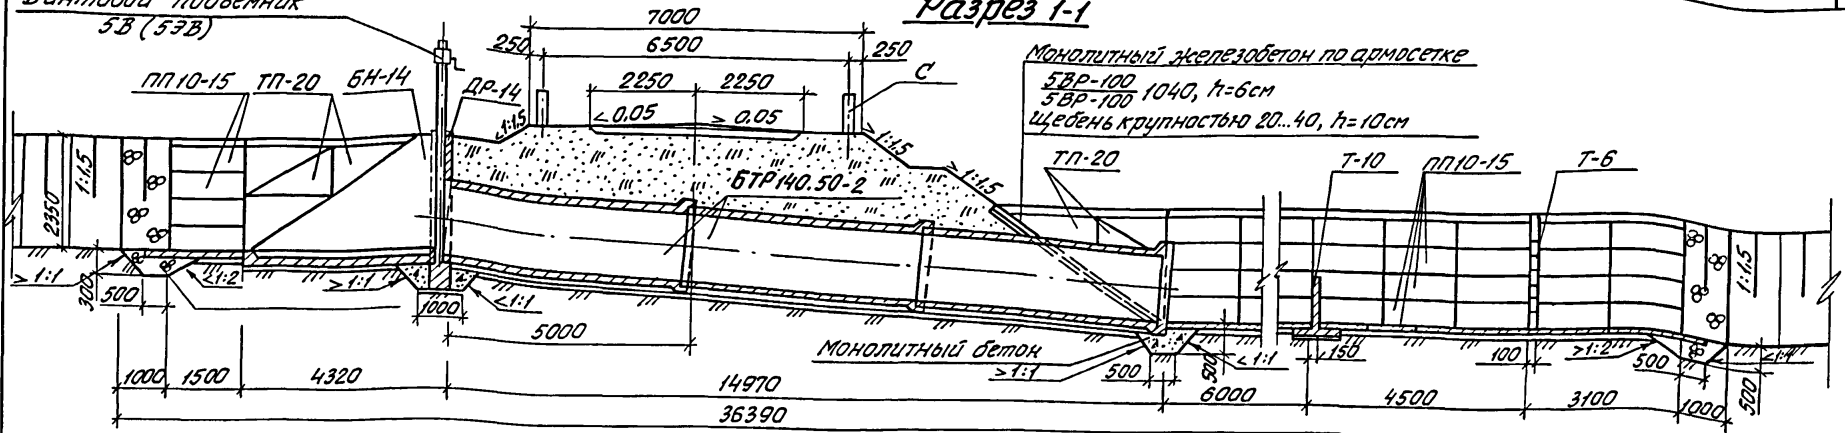 Винтовой подъемник
5В (5ЭВ)
Разрез 1-1
7000
250
6500
250
2250
2250
С
Монолитный железобетон по армосетке
5ВР-100
5ВР-100
1040, h=6см
Щебень крупностью 20...40, h=10см
ПП10-15
ТП-20
БН-14
ДР-14
<1:1,5
< 0,05
> 0,05
>1:1,5
>1:1,5
ТП-20
Т-10
ПП10-15
Т-6
1:1,5
2350
БТР140.50-2
1:1,5
>1:1
300
500
<1:2
>1:1
1000
<1:1
5000
Монолитный бетон
>1:1
500
500
<1:1
150
100
>1:2
500
<1:4
500
1000
1500
4320
14970
6000
4500
3100
1000
36390